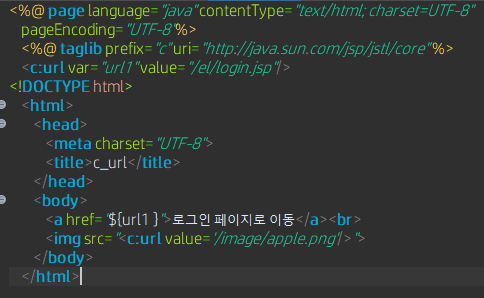 <%@ page language="java" contentType="text/html; charset=UTF-8"
pageEncoding="UTF-8"%>
<%@ taglib prefix="c" uri="http://java.sun.com/jsp/jstl/core"%>
<c:url var="url1" value="/el/login.jsp"/>
<!DOCTYPE html>
<html>
<head>
<meta charset="UTF-8">
<title>c_url</title>
</head>
<body>
<a href="${url1 }">로그인 페이지로 이동</a><br>
<img src="<c:url value='/image/apple.png'/>">
</body>
</html>